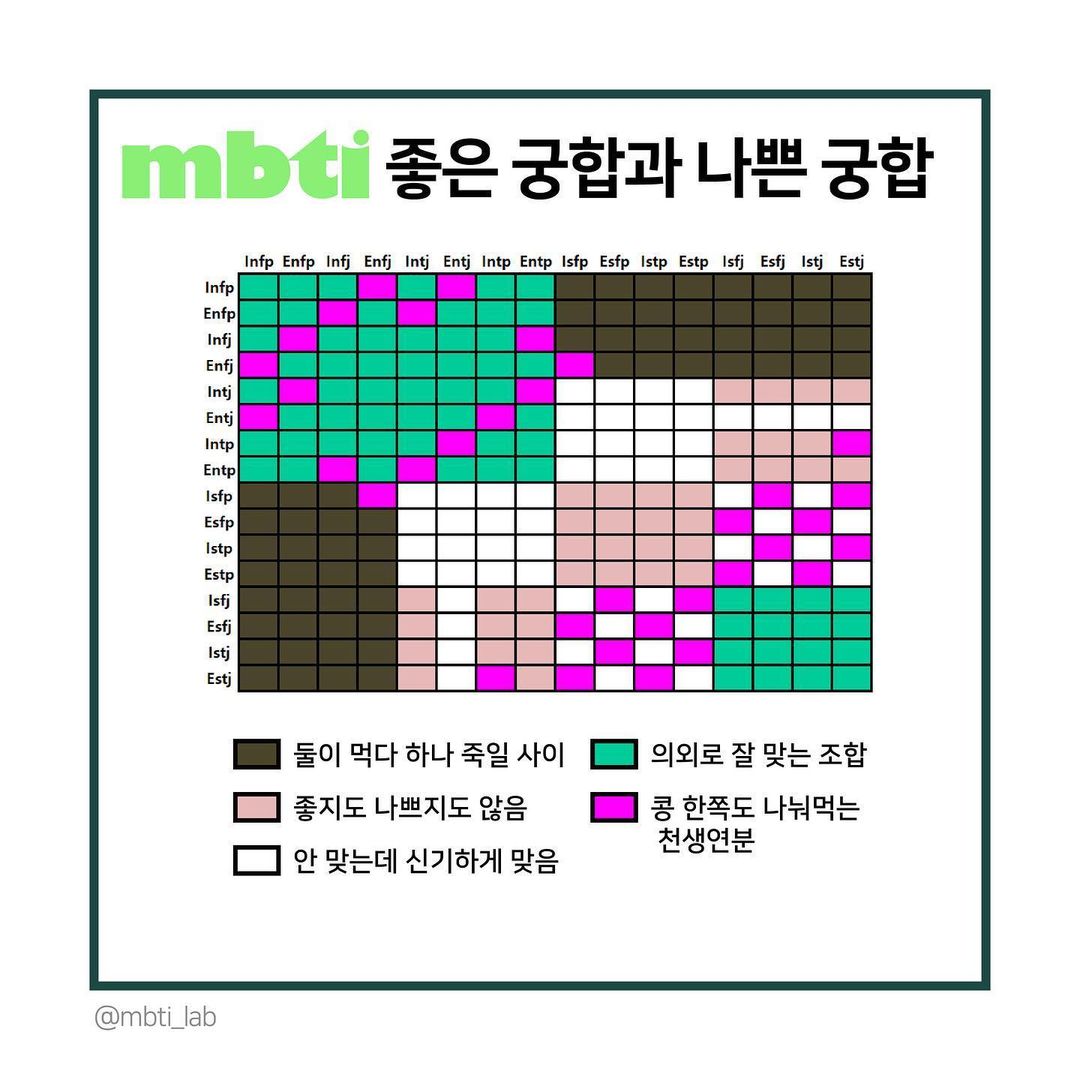 mbti 좋은 궁합과 나쁜 궁합
Infp Enfp Infj Enfj Intj Entj Intp Entp Isfp Esfp Istp Estp Isfj Esfj Istj Estj
Infp
Enfp
Infj
Enfj
Intj
Entj
Intp
Entp
Isfp
Esfp
Istp
Estp
Isfj
Esfj
Istj
Estj
둘이 먹다 하나 죽일 사이
의외로 잘 맞는 조합
좋지도 나쁘지도 않음
콩 한쪽도 나눠먹는
천생연분
안 맞는데 신기하게 맞음
@mbti_lab